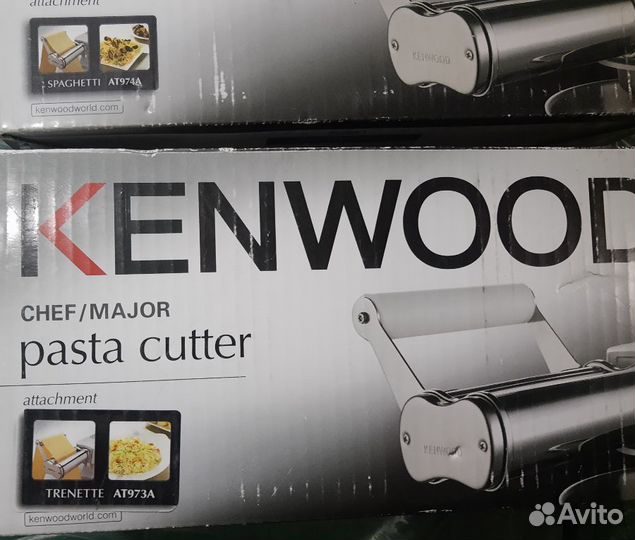 attachment
SPAGHETTI AT974A
kenwoodworld.com
KENWOOD
KENWOOD
CHEF/MAJOR
pasta cutter
attachment
KENWOOD
TRENETTE AT973A
kenwoodworld.com
Avito